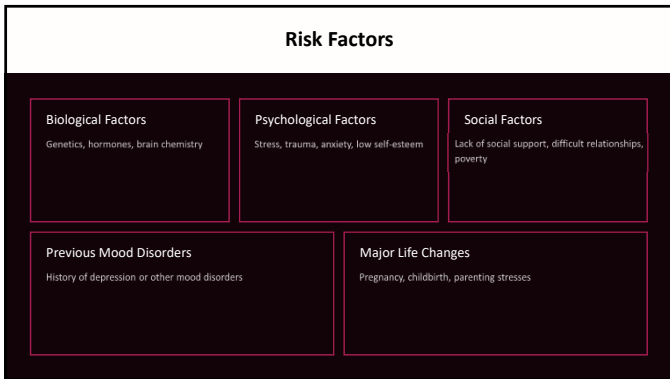 Risk Factors
Biological Factors
Genetics, hormones, brain chemistry
Psychological Factors
Stress, trauma, anxiety, low self-esteem
Social Factors
Lack of social support, difficult relationships,
poverty
Previous Mood Disorders
History of depression or other mood disorders
Major Life Changes
Pregnancy, childbirth, parenting stresses